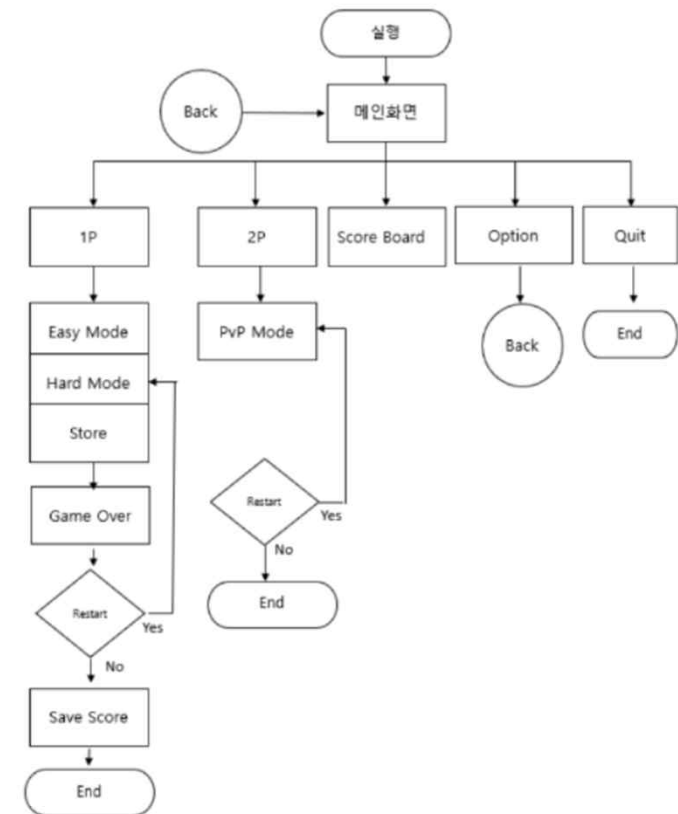 실행
Back
메인화면
1P
2P
Score Board
Option
Quit
Easy Mode
PvP Mode
Back
End
Hard Mode
Store
Game Over
Restart
Yes
No
End
Restart
Yes
No
Save Score
End